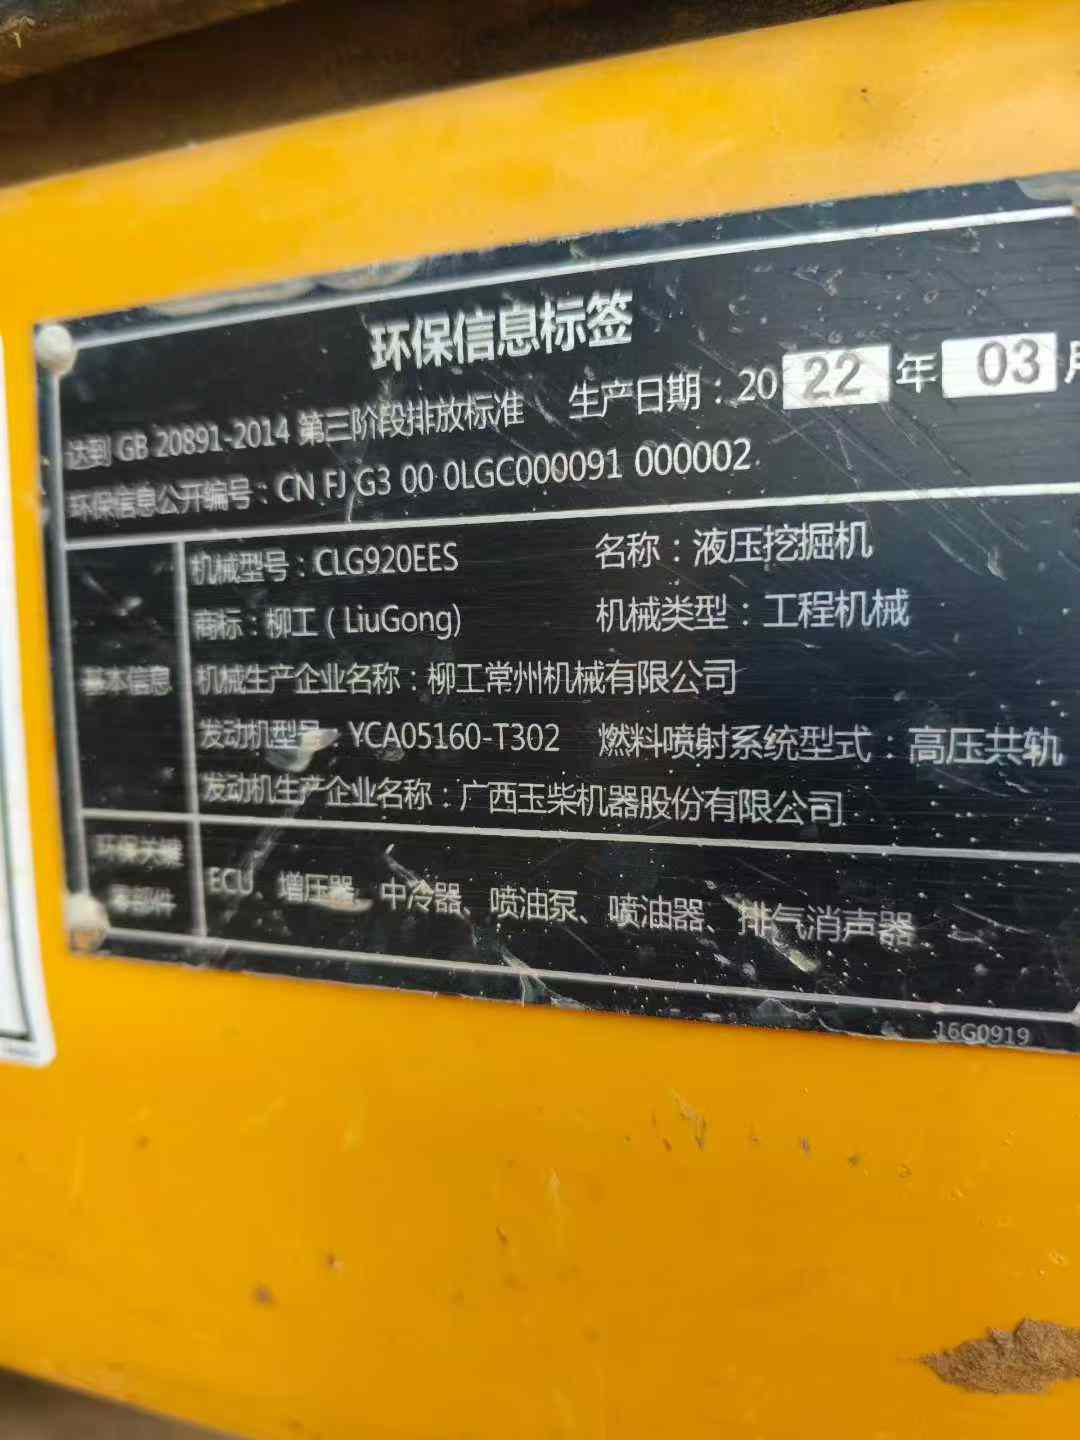 环保信息标签
达到 GB 20891-2014 第三阶段排放标准 生产日期：2022年03月
环保信息公开编号：CN FJ G3 00 0LGC000091 000002
机械型号：CLG920EES 名称：液压挖掘机
商标：柳工（LiuGong) 机械类型：工程机械
基本信息 机械生产企业名称：柳工常州机械有限公司
发动机型号：YCA05160-T302 燃料喷射系统型式：高压共轨
发动机生产企业名称：广西玉柴机器股份有限公司
环保关键
零部件
ECU、增压器、中冷器、喷油泵、喷油器、排气消声器
16G0919